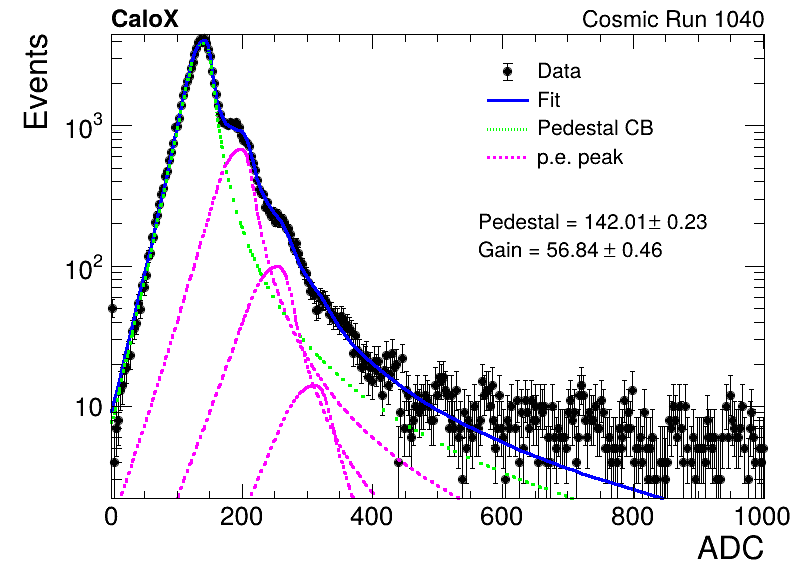 CaloX
Cosmic Run 1040
Events
Data
Fit
Pedestal CB
p.e. peak
Pedestal = 142.01± 0.23
Gain = 56.84 ± 0.46
10³
10²
10
0 200 400 600 800 1000
ADC